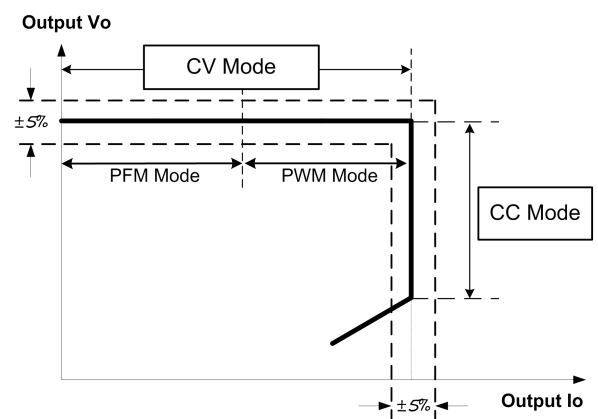 Output Vo
CV Mode
±5%
PFM Mode
PWM Mode
CC Mode
±5%
Output Io